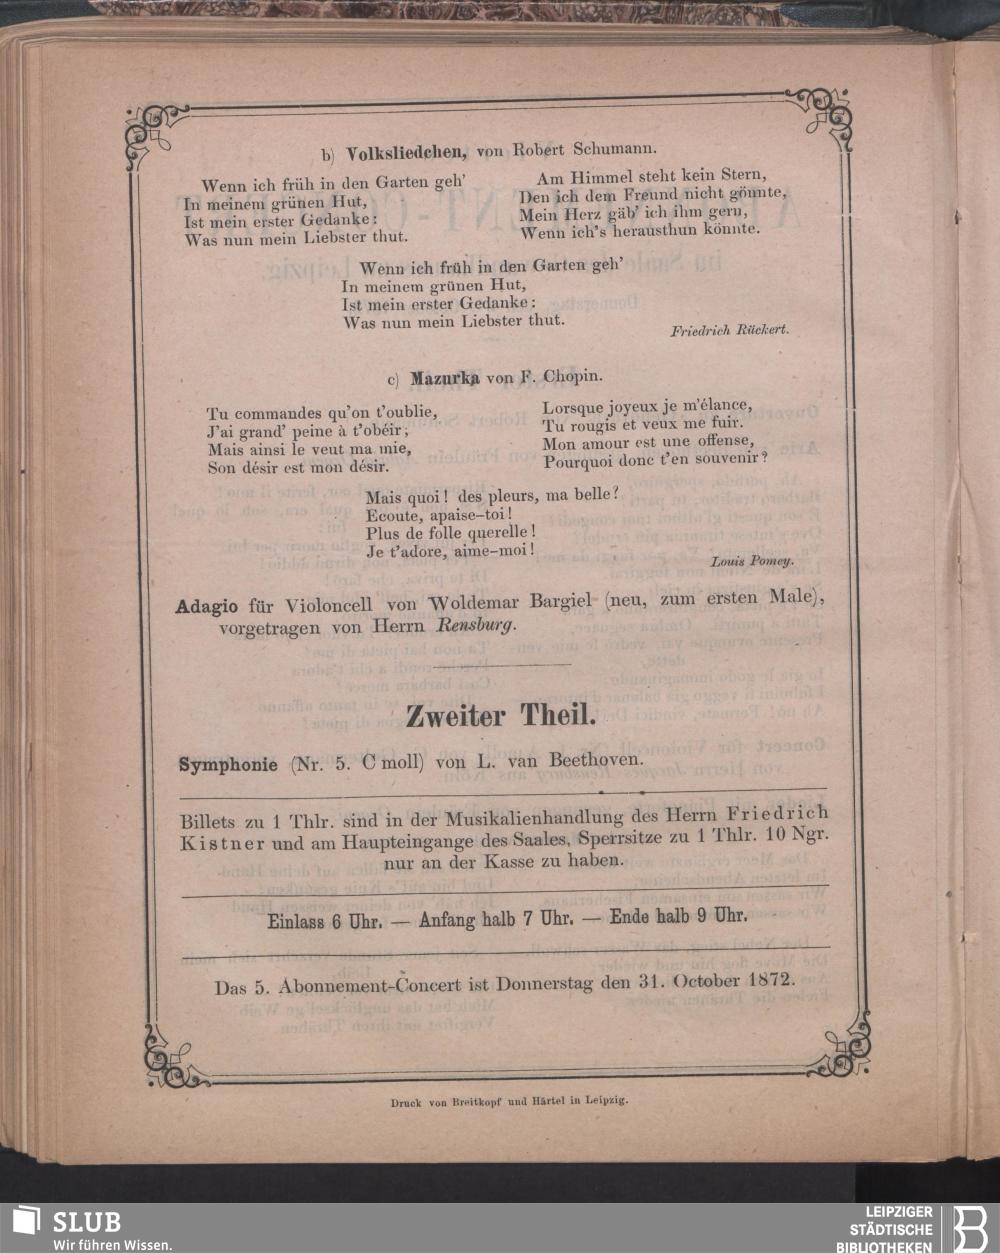 b) Volksliedchen, von Robert Schumann.
Wenn ich früh in den Garten geh'
In meinem grünen Hut,
Ist mein erster Gedanke:
Was nun mein Liebster thut.
Am Himmel steht kein Stern,
Den ich dem Freund nicht gönnte,
Mein Herz gäb' ich ihm gern,
Wenn ich's herausthun könnte.
Wenn ich früh in den Garten geh'
In meinem grünen Hut,
Ist mein erster Gedanke:
Was nun mein Liebster thut.
Friedrich Rückert.
c) Mazurka von F. Chopin.
Tu commandes qu'on t'oublie,
J'ai grand' peine à t'obéir;
Mais ainsi le veut ma mie,
Son désir est mon désir.
Lorsque joyeux je m'élance,
Tu rougis et veux me fuir.
Mon amour est une offense,
Pourquoi donc t'en souvenir?
Mais quoi! des pleurs, ma belle?
Ecoute, apaise-toi!
Plus de folle querelle!
Je t'adore, aime-moi!
Louis Pomey.
Adagio für Violoncell von Woldemar Bargiel (neu, zum ersten Male),
vorgetragen von Herrn Rensburg.
Zweiter Theil.
Symphonie (Nr. 5. C moll) von L. van Beethoven.
Billets zu 1 Thlr. sind in der Musikalienhandlung des Herrn Friedrich
Kistner und am Haupteingange des Saales, Sperrsitze zu 1 Thlr. 10 Ngr.
nur an der Kasse zu haben.
Einlass 6 Uhr. — Anfang halb 7 Uhr. — Ende halb 9 Uhr.
Das 5. Abonnement-Concert ist Donnerstag den 31. October 1872.
Druck von Breitkopf und Härtel in Leipzig.
SLUB
Wir führen Wissen.
LEIPZIGER
STÄDTISCHE
BIBLIOTHEKEN